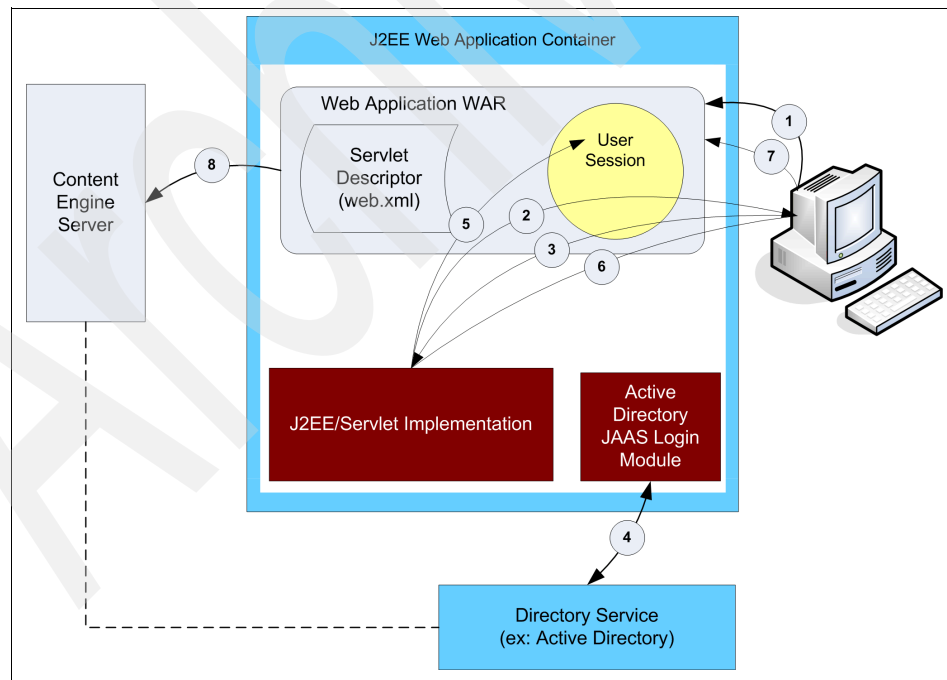 J2EE Web Application Container
Web Application WAR
1
User
Session
7
8
Servlet
Descriptor
(web.xml)
Content
Engine
Server
5
2
3
6
J2EE/Servlet Implementation
Active
Directory
JAAS Login
Module
4
Directory Service
(ex: Active Directory)